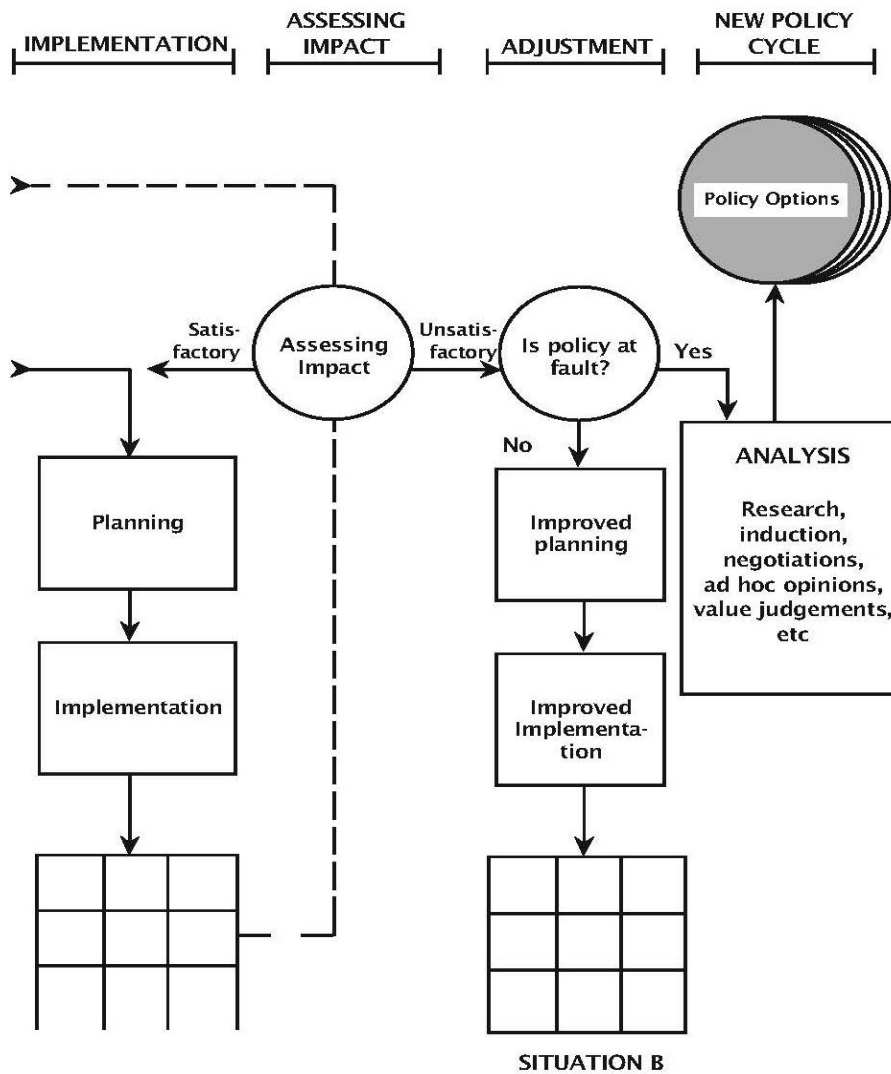 IMPLEMENTATION
ASSESSING
IMPACT
ADJUSTMENT
NEW POLICY
CYCLE
Policy Options
Satis-
factory
Assessing
Impact
Unsatis-
factory
Is policy at
fault?
Yes
No
Planning
Implementation
Improved
planning
Improved
Implementa-
tion
ANALYSIS
Research,
induction,
negotiations,
ad hoc opinions,
value judgements,
etc
SITUATION B